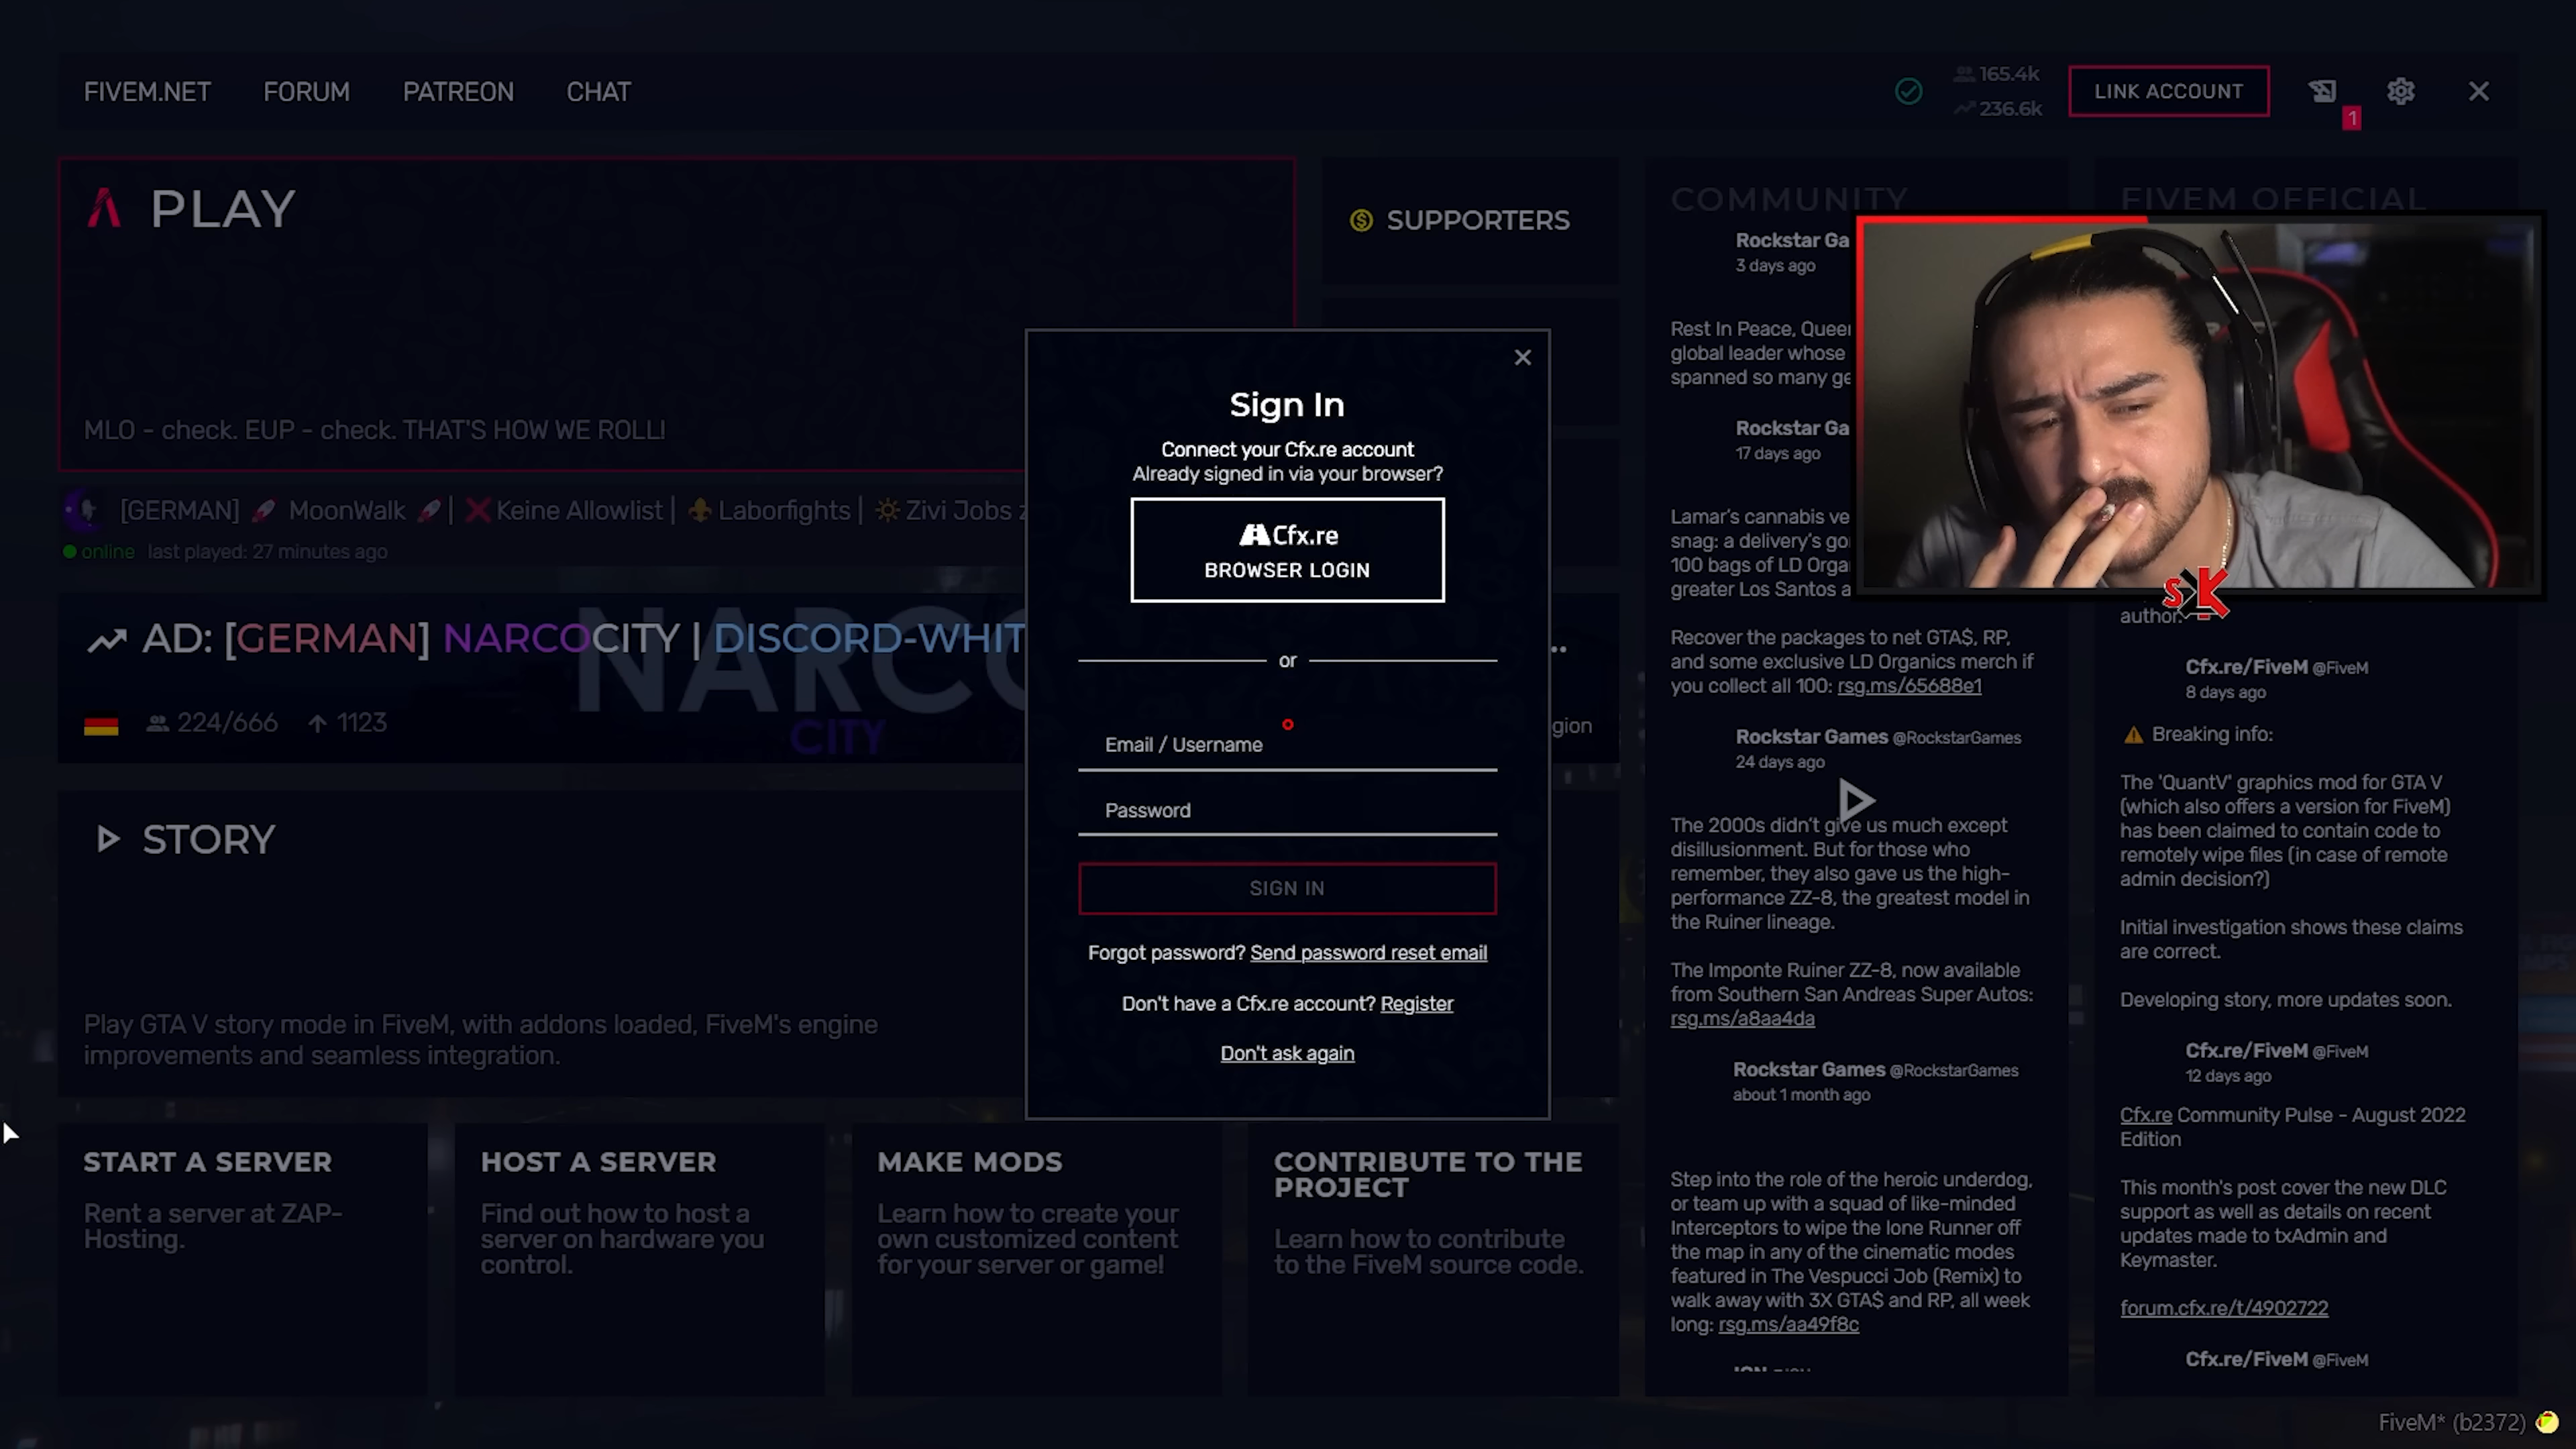 FIVEM.NET FORUM PATREON CHAT
165.4k
236.6k
LINK ACCOUNT
1
PLAY
MLO - check. EUP - check. THAT'S HOW WE ROLL!
SUPPORTERS
[GERMAN] MoonWalk | Keine Allowlist | Laborfights | Zivi Jobs
online last played: 27 minutes ago
AD: [GERMAN] NARCOCITY | DISCORD-WHIT
NARCO
CITY
224/666 1123
gion
STORY
Play GTA V story mode in FiveM, with addons loaded, FiveM's engine
improvements and seamless integration.
START A SERVER
Rent a server at ZAP-
Hosting.
HOST A SERVER
Find out how to host a
server on hardware you
control.
MAKE MODS
Learn how to create your
own customized content
for your server or game!
CONTRIBUTE TO THE
PROJECT
Learn how to contribute
to the FiveM source code.
Sign In
Connect your Cfx.re account
Already signed in via your browser?
Cfx.re
BROWSER LOGIN
or
Email / Username
Password
SIGN IN
Forgot password? Send password reset email
Don't have a Cfx.re account? Register
Don't ask again
COMMUNITY
Rockstar Ga
3 days ago
Rest In Peace, Queen
global leader whose
spanned so many ge
Rockstar Ga
17 days ago
Lamar's cannabis ve
snag: a delivery's go
100 bags of LD Orga
greater Los Santos a
Recover the packages to net GTA$, RP,
and some exclusive LD Organics merch if
you collect all 100: rsg.ms/65688e1
Rockstar Games @RockstarGames
24 days ago
The 2000s didn't give us much except
disillusionment. But for those who
remember, they also gave us the high-
performance ZZ-8, the greatest model in
the Ruiner lineage.
The Imponte Ruiner ZZ-8, now available
from Southern San Andreas Super Autos:
rsg.ms/a8aa4da
Rockstar Games @RockstarGames
about 1 month ago
Step into the role of the heroic underdog,
or team up with a squad of like-minded
Interceptors to wipe the lone Runner off
the map in any of the cinematic modes
featured in The Vespucci Job (Remix) to
walk away with 3X GTA$ and RP, all week
long: rsg.ms/aa49f8c
FIVEM OFFICIAL
SK
author.
Cfx.re/FiveM @FiveM
8 days ago
Breaking info:
The 'QuantV' graphics mod for GTA V
(which also offers a version for FiveM)
has been claimed to contain code to
remotely wipe files (in case of remote
admin decision?)
Initial investigation shows these claims
are correct.
Developing story, more updates soon.
Cfx.re/FiveM @FiveM
12 days ago
Cfx.re Community Pulse - August 2022
Edition
This month's post cover the new DLC
support as well as details on recent
updates made to txAdmin and
Keymaster.
forum.cfx.re/t/4902722
Cfx.re/FiveM @FiveM
FiveM* (b2372)